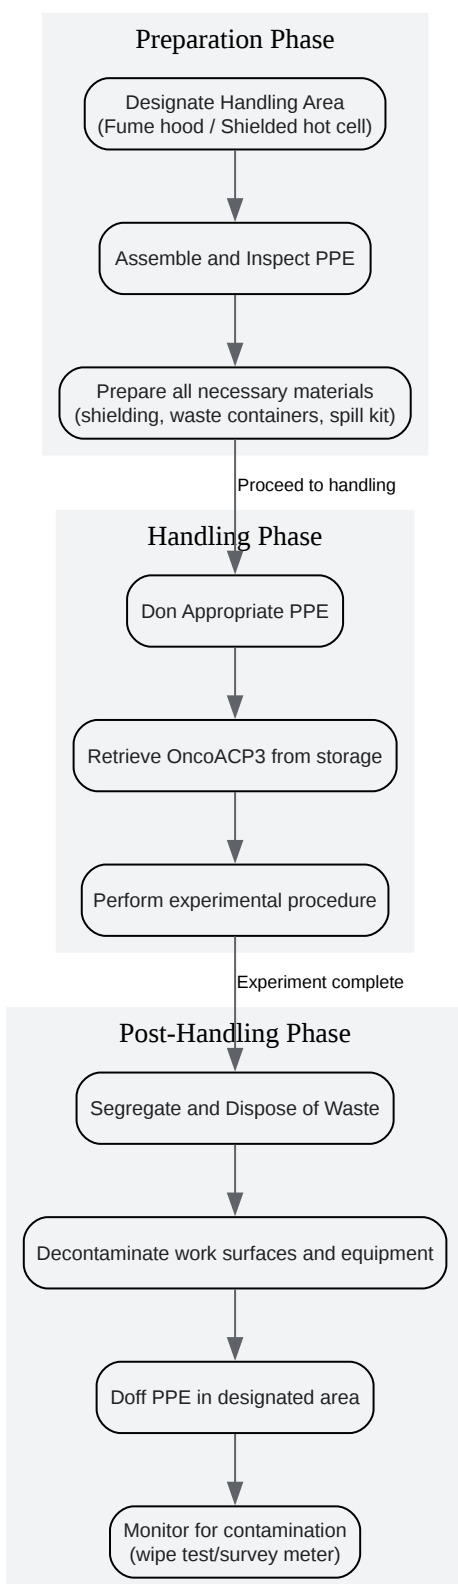 Preparation Phase
Designate Handling Area
(Fume hood / Shielded hot cell)
Assemble and Inspect PPE
Prepare all necessary materials
(shielding, waste containers, spill kit)
Proceed to handling
Handling Phase
Don Appropriate PPE
Retrieve OncoACP3 from storage
Perform experimental procedure
Experiment complete
Post-Handling Phase
Segregate and Dispose of Waste
Decontaminate work surfaces and equipment
Doff PPE in designated area
Monitor for contamination
(wipe test/survey meter)